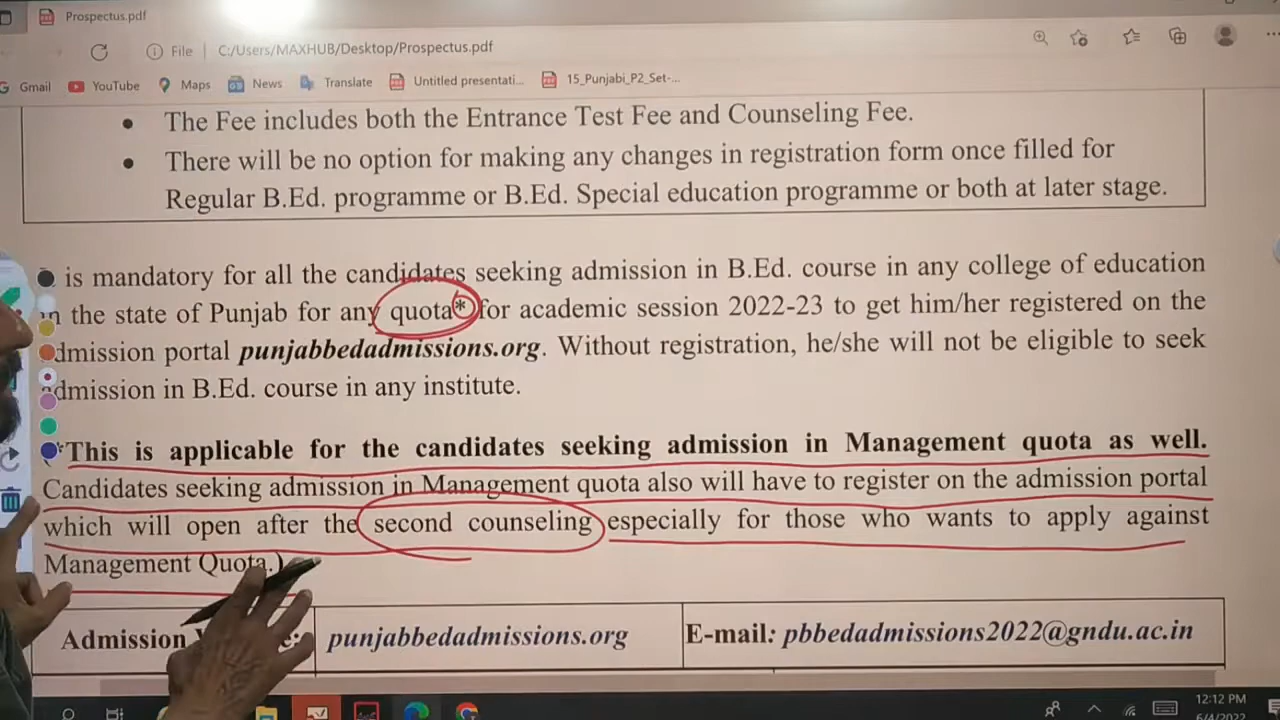 Prospectus.pdf
File C:/Users/MAXHUB/Desktop/Prospectus.pdf
Gmail YouTube Maps News Translate Untitled presentati... 15_Punjabi_P2_Set-...
• The Fee includes both the Entrance Test Fee and Counseling Fee.
• There will be no option for making any changes in registration form once filled for
Regular B.Ed. programme or B.Ed. Special education programme or both at later stage.
is mandatory for all the candidates seeking admission in B.Ed. course in any college of education
the state of Punjab for any quota* for academic session 2022-23 to get him/her registered on the
dmission portal punjabbedadmissions.org. Without registration, he/she will not be eligible to seek
dmission in B.Ed. course in any institute.
*This is applicable for the candidates seeking admission in Management quota as well.
Candidates seeking admission in Management quota also will have to register on the admission portal
which will open after the second counseling especially for those who wants to apply against
Management Quota.)
Admission punjabbedadmissions.org E-mail: pbbedadmissions2022@gndu.ac.in
12:12 PM
6/4/2022